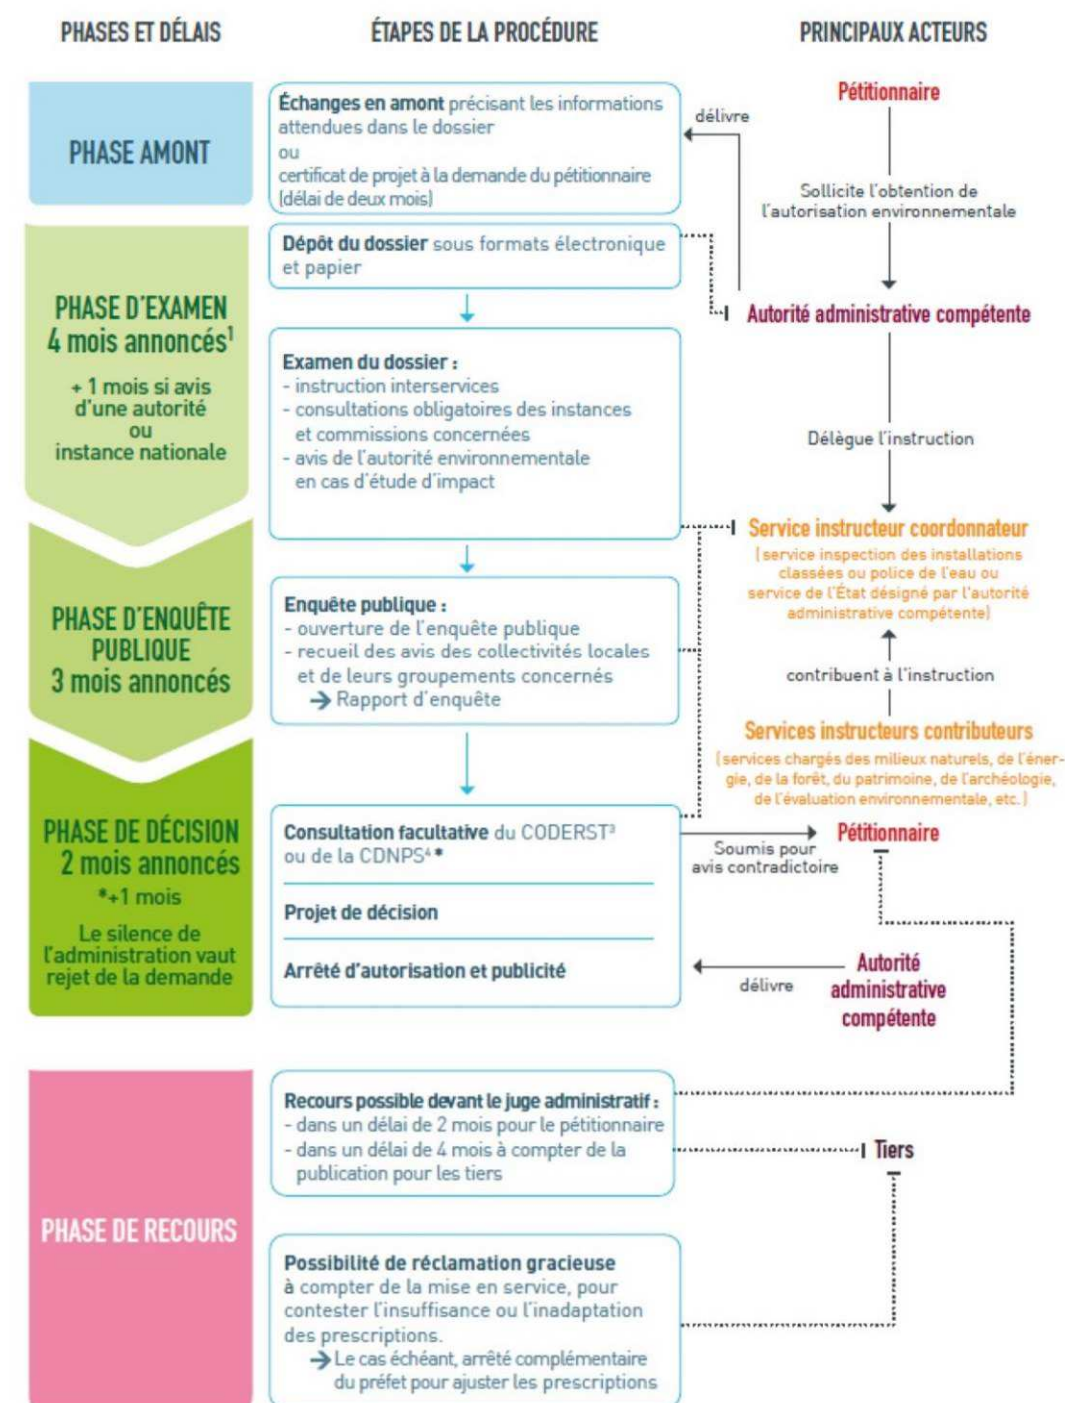 PHASES ET DÉLAIS
ÉTAPES DE LA PROCÉDURE
PRINCIPAUX ACTEURS
PHASE AMONT
Échanges en amont précisant les informations
attendues dans le dossier
ou
certificat de projet à la demande du pétitionnaire
(délai de deux mois)
délivre
Pétitionnaire
Sollicite l'obtention de
l'autorisation environnementale
PHASE D'EXAMEN
4 mois annoncés¹
+ 1 mois si avis
d'une autorité
ou
instance nationale
Dépôt du dossier sous formats électronique
et papier
Autorité administrative compétente
Examen du dossier :
- instruction interservices
- consultations obligatoires des instances
et commissions concernées
- avis de l'autorité environnementale
en cas d'étude d'impact
Délègue l'instruction
Service instructeur coordonnateur
(service inspection des installations
classées ou police de l'eau ou
service de l'État désigné par l'autorité
administrative compétente)
PHASE D'ENQUÊTE
PUBLIQUE
3 mois annoncés
Enquête publique :
- ouverture de l'enquête publique
- recueil des avis des collectivités locales
et de leurs groupements concernés
→ Rapport d'enquête
contribuent à l'instruction
Services instructeurs contributeurs
(services chargés des milieux naturels, de l'éner-
gie, de la forêt, du patrimoine, de l'archéologie,
de l'évaluation environnementale, etc.)
PHASE DE DÉCISION
2 mois annoncés
*+1 mois
Le silence de
l'administration vaut
rejet de la demande
Consultation facultative du CODERST³
ou de la CDNPS⁴ *
Projet de décision
Arrêté d'autorisation et publicité
Soumis pour
avis contradictoire
Pétitionnaire
délivre
Autorité
administrative
compétente
PHASE DE RECOURS
Recours possible devant le juge administratif :
- dans un délai de 2 mois pour le pétitionnaire
- dans un délai de 4 mois à compter de la
publication pour les tiers
Tiers
Possibilité de réclamation gracieuse
à compter de la mise en service, pour
contester l'insuffisance ou l'inadaptation
des prescriptions.
→ Le cas échéant, arrêté complémentaire
du préfet pour ajuster les prescriptions